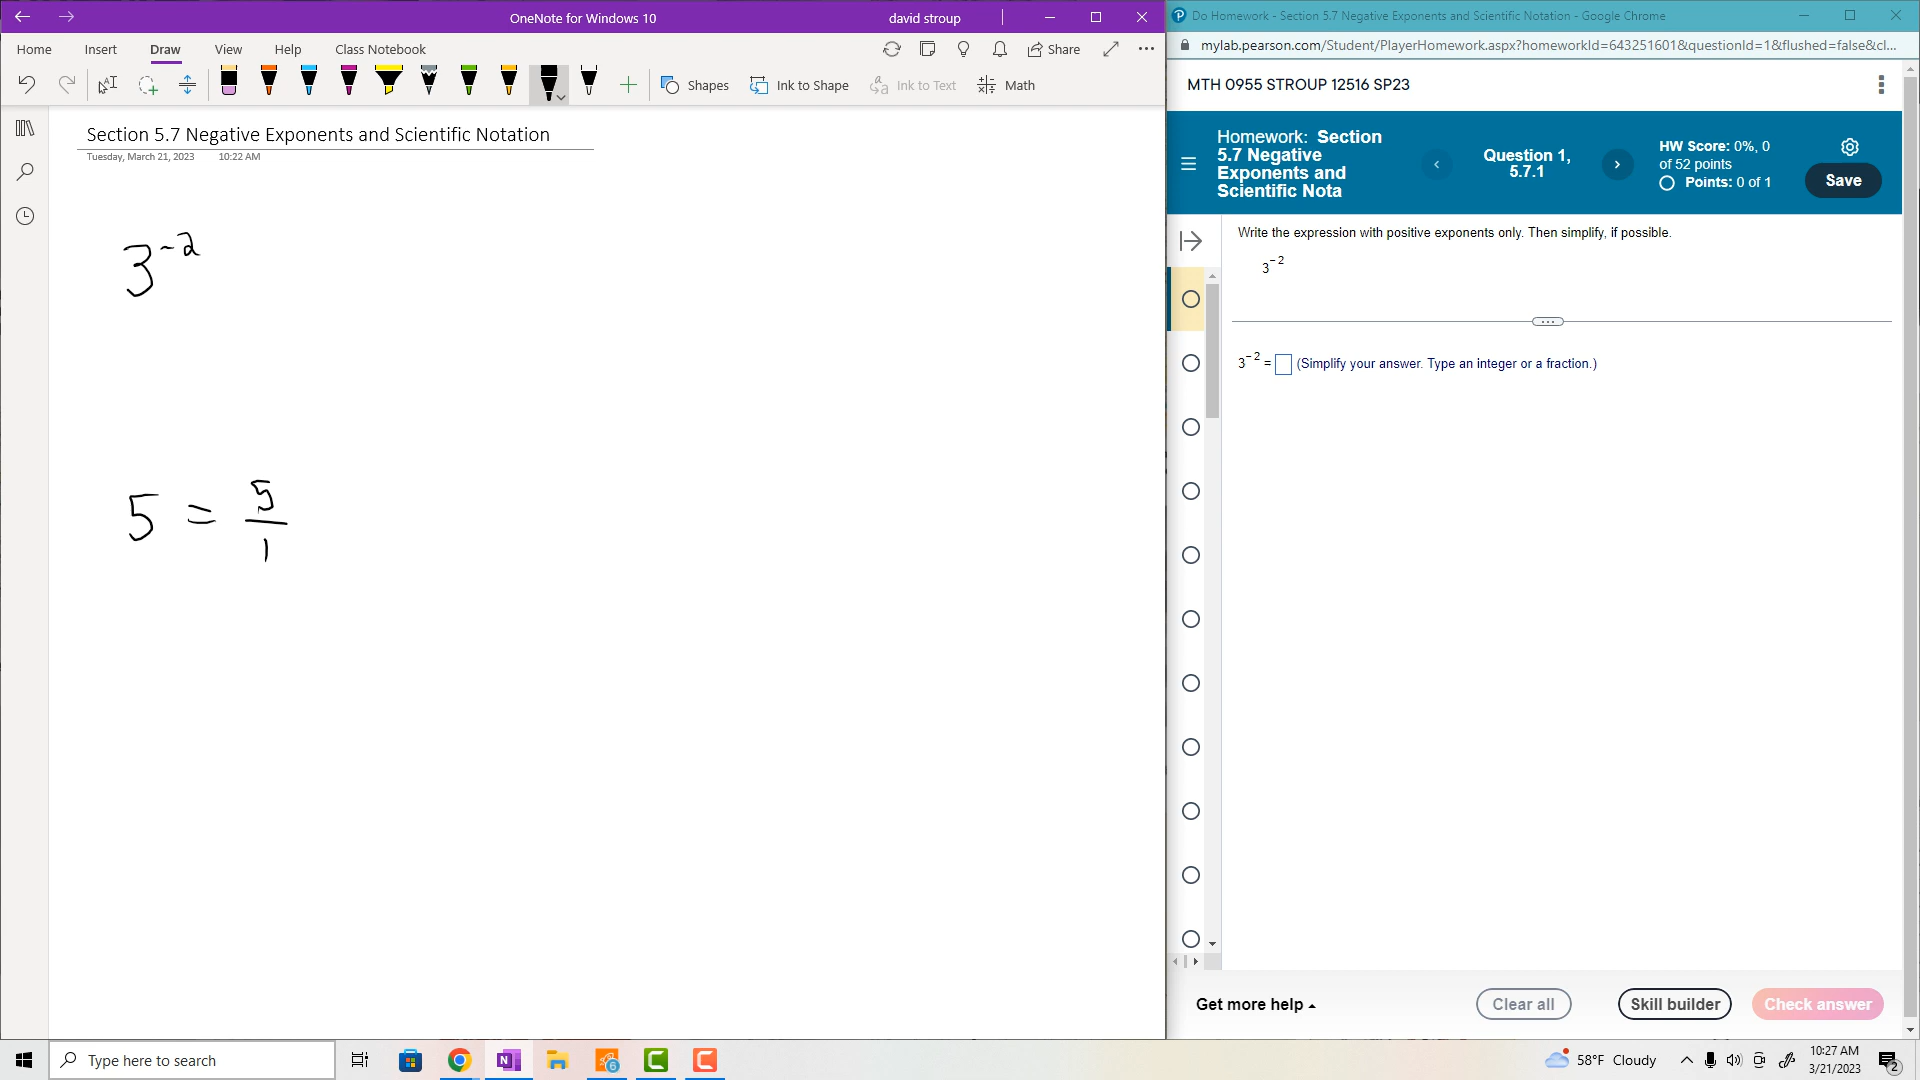 OneNote for Windows 10
david stroup
Home Insert Draw View Help Class Notebook
Share
Shapes Ink to Shape Ink to Text Math
Section 5.7 Negative Exponents and Scientific Notation
Tuesday, March 21, 2023 10:22 AM
3⁻²
5 = 5/1
Do Homework - Section 5.7 Negative Exponents and Scientific Notation - Google Chrome
mylab.pearson.com/Student/PlayerHomework.aspx?homeworkId=643251601&questionId=1&flushed=false&cl...
MTH 0955 STROUP 12516 SP23
Homework: Section
5.7 Negative
Exponents and
Scientific Nota
Question 1,
5.7.1
HW Score: 0%, 0
of 52 points
Points: 0 of 1
Save
Write the expression with positive exponents only. Then simplify, if possible.
3⁻²
3⁻² = (Simplify your answer. Type an integer or a fraction.)
Get more help
Clear all
Skill builder
Check answer
Type here to search
6
58°F Cloudy
10:27 AM
3/21/2023
2